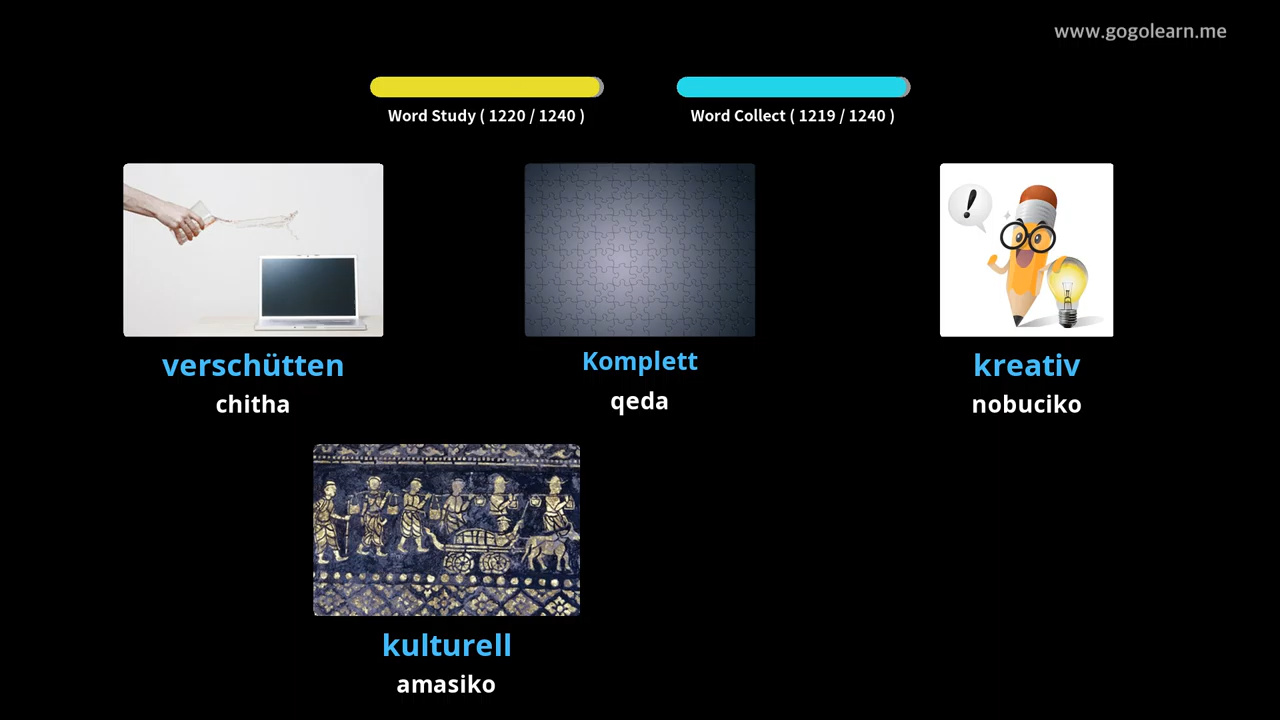 www.gogolearn.me
Word Study ( 1220 / 1240 )
Word Collect ( 1219 / 1240 )
verschütten
chitha
Komplett
qeda
kreativ
nobuciko
kulturell
amasiko